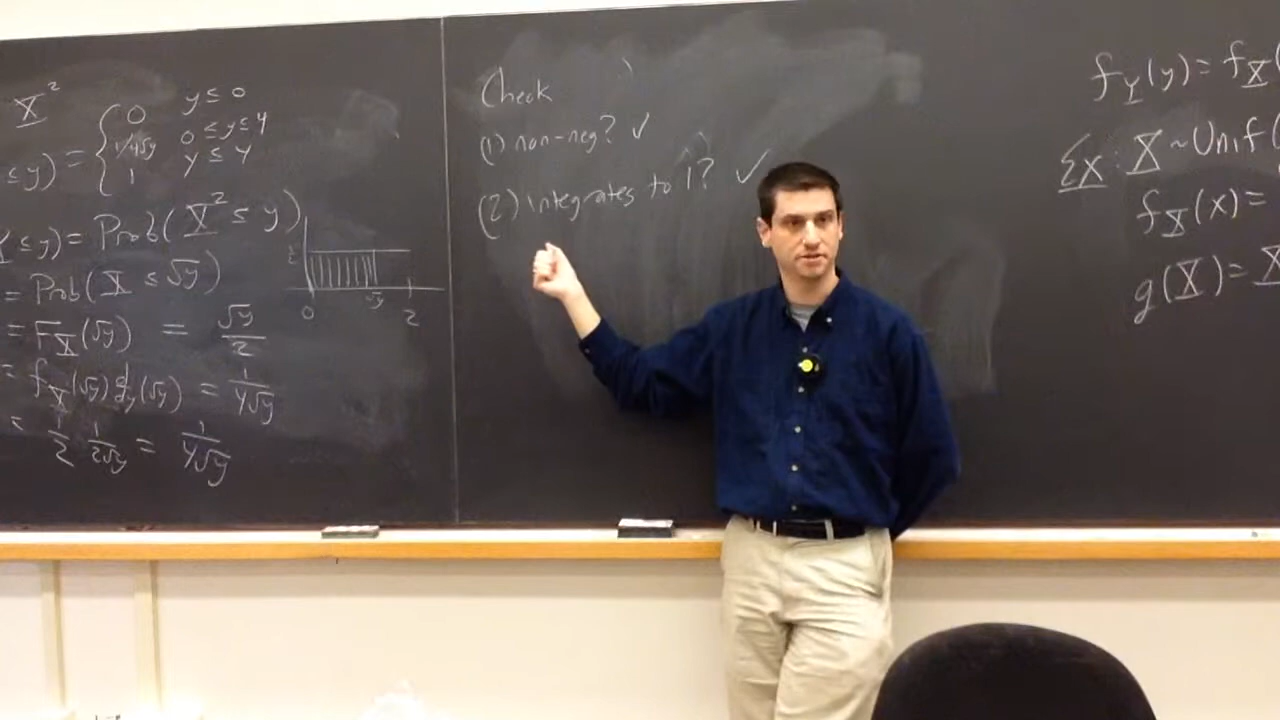 X²
≤ y) = { 0 y ≤ 0
1/4√y 0 ≤ y ≤ 4
1 y ≤ 4
≤ y) = Prob(X² ≤ y)
= Prob(X ≤ √y)
= F_X(√y) = √y/2
= f_X(√y) d/dy(√y) = 1/4√y
= 1/2 1/2√y = 1/4√y
0 √y 2
Check
(1) non-neg? ✓
(2) integrates to 1? ✓
f_Y(y) = f_X(
Ex: X ~ Unif(
f_X(x) =
g(X) = X